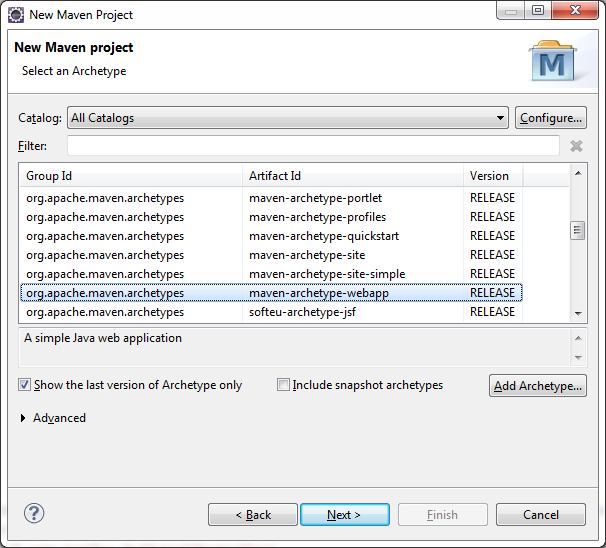 New Maven Project
New Maven project
Select an Archetype
M
Catalog: All Catalogs Configure...
Filter:
Group Id Artifact Id Version
org.apache.maven.archetypes maven-archetype-portlet RELEASE
org.apache.maven.archetypes maven-archetype-profiles RELEASE
org.apache.maven.archetypes maven-archetype-quickstart RELEASE
org.apache.maven.archetypes maven-archetype-site RELEASE
org.apache.maven.archetypes maven-archetype-site-simple RELEASE
org.apache.maven.archetypes maven-archetype-webapp RELEASE
org.apache.maven.archetypes softeu-archetype-jsf RELEASE
A simple Java web application
Show the last version of Archetype only Include snapshot archetypes Add Archetype...
Advanced
? < Back Next > Finish Cancel